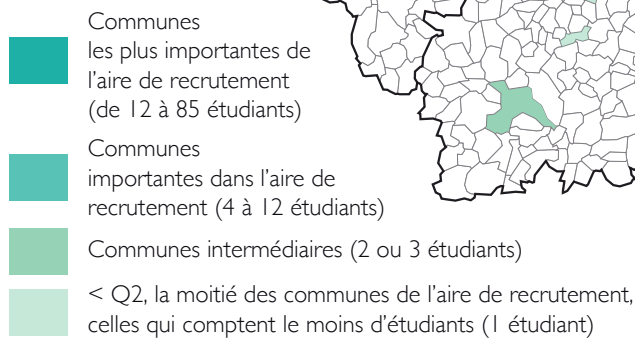 Communes
les plus importantes de
l'aire de recrutement
(de 12 à 85 étudiants)
Communes
importantes dans l'aire de
recrutement (4 à 12 étudiants)
Communes intermédiaires (2 ou 3 étudiants)
< Q2, la moitié des communes de l'aire de recrutement,
celles qui comptent le moins d'étudiants (1 étudiant)